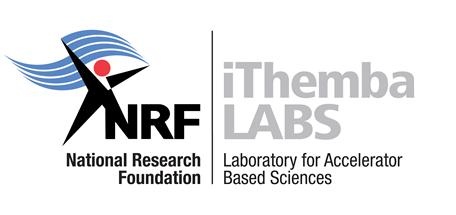 NRF
National Research
Foundation
iThemba
LABS
Laboratory for Accelerator
Based Sciences